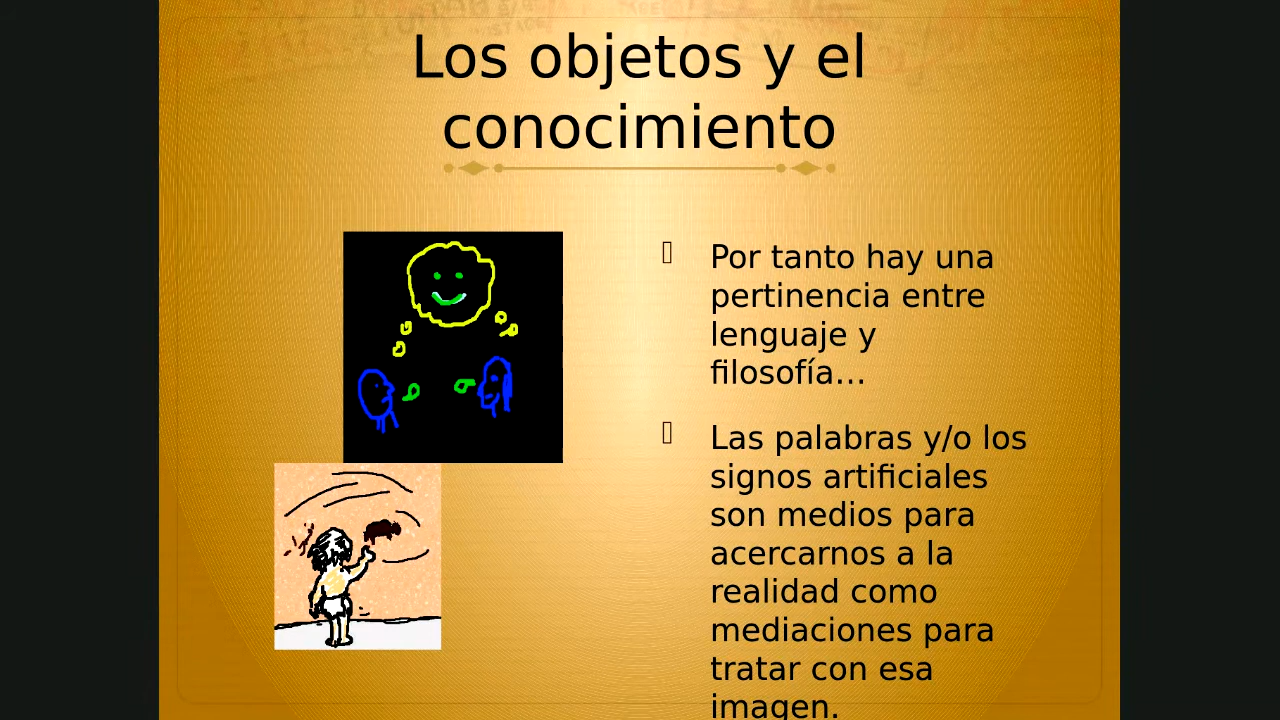 Los objetos y el
conocimiento
Por tanto hay una
pertinencia entre
lenguaje y
filosofía…
Las palabras y/o los
signos artificiales
son medios para
acercarnos a la
realidad como
mediaciones para
tratar con esa
imagen.